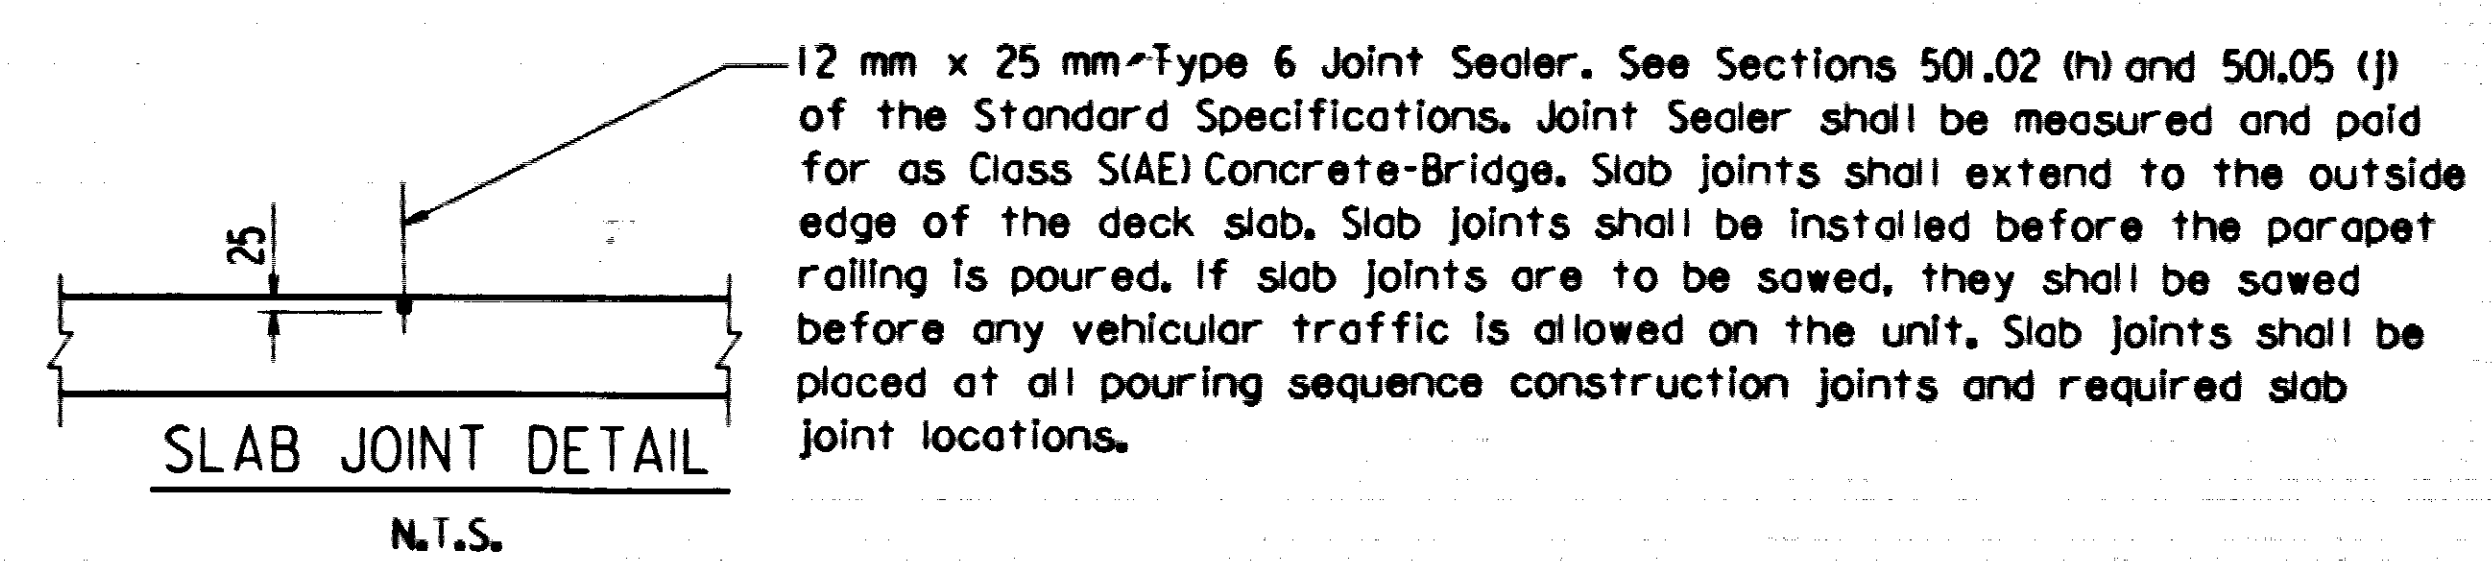 12 mm x 25 mm-Type 6 Joint Sealer. See Sections 501.02 (h) and 501.05 (j)
of the Standard Specifications. Joint Sealer shall be measured and paid
for as Class S(AE) Concrete-Bridge. Slab joints shall extend to the outside
edge of the deck slab. Slab joints shall be installed before the parapet
railing is poured. If slab joints are to be sawed, they shall be sawed
before any vehicular traffic is allowed on the unit. Slab joints shall be
placed at all pouring sequence construction joints and required slab
joint locations.
25
SLAB JOINT DETAIL
N.T.S.